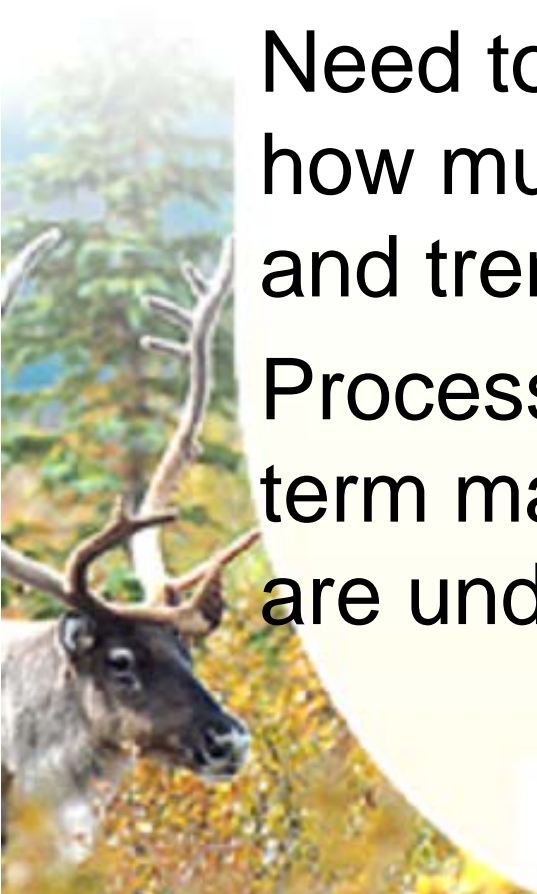 Need to
how mu
and tre
Process
term ma
are und